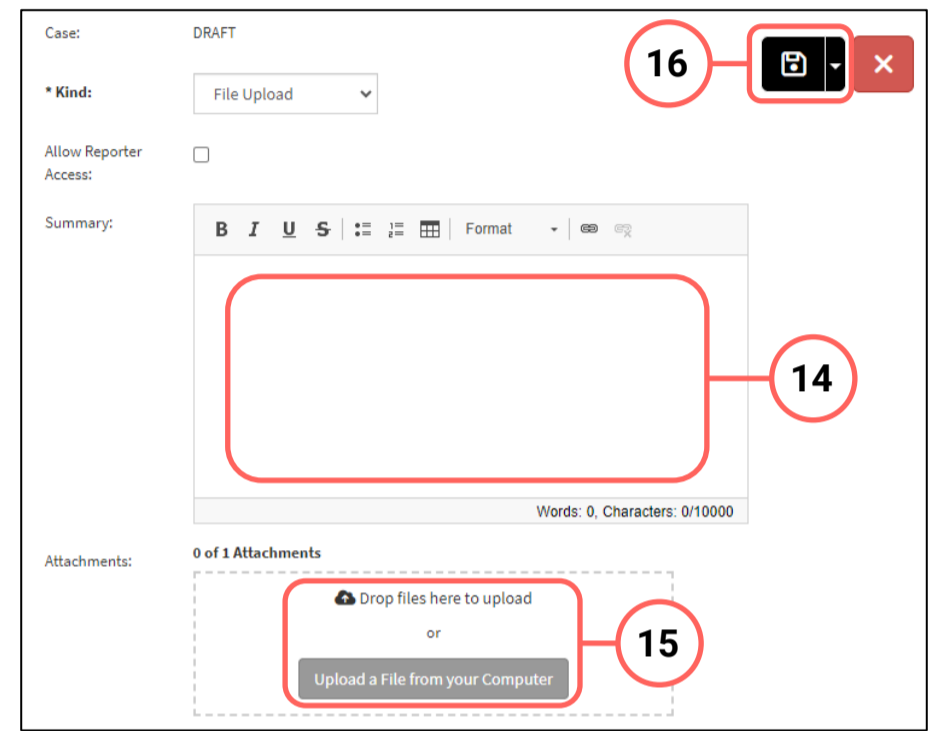 Case: DRAFT
16
* Kind: File Upload
Allow Reporter
Access:
Summary:
B I U S Format
14
Words: 0, Characters: 0/10000
Attachments: 0 of 1 Attachments
Drop files here to upload
or
15
Upload a File from your Computer